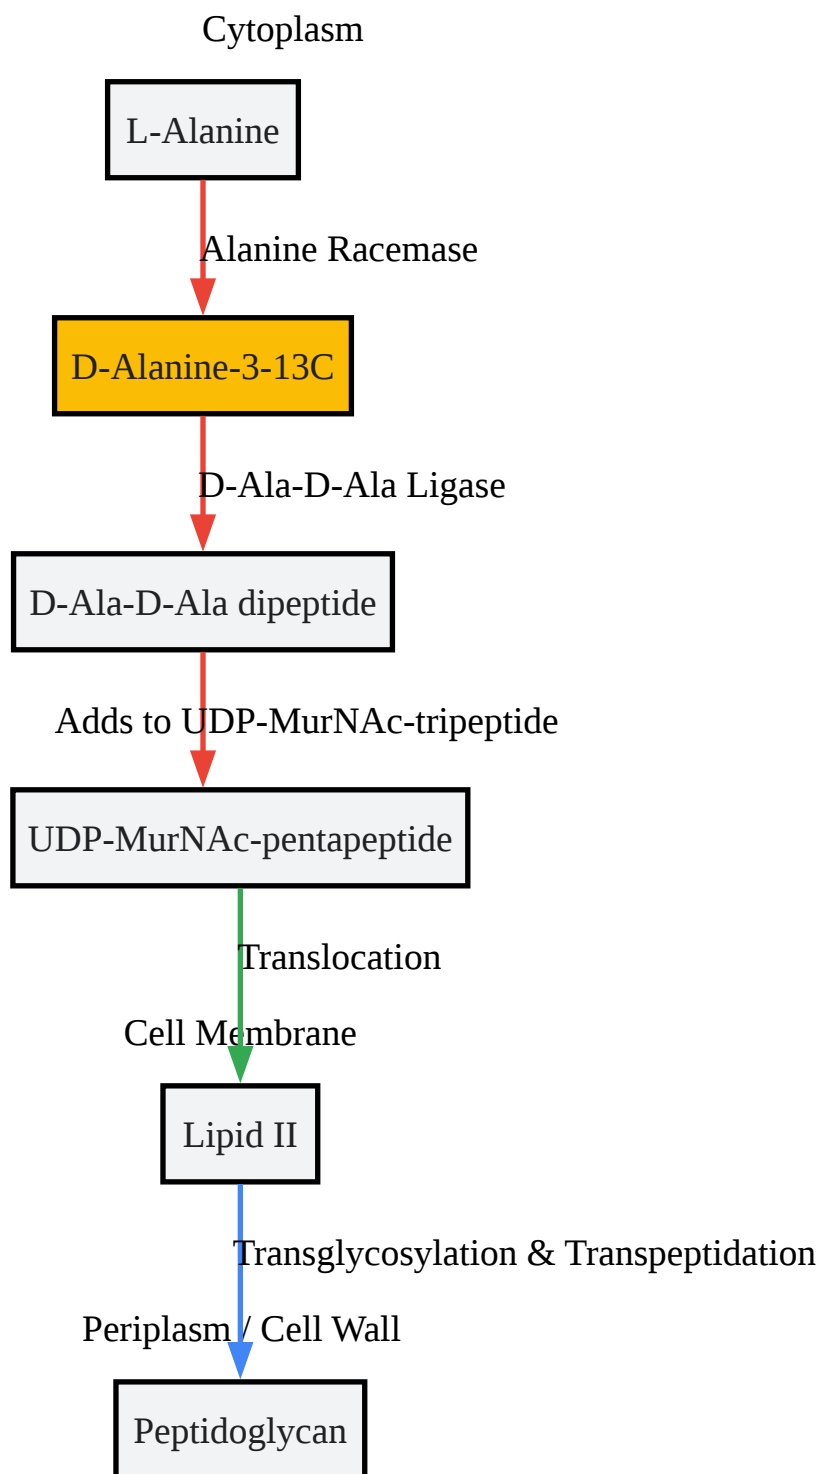 Cytoplasm
L-Alanine
Alanine Racemase
D-Alanine-3-13C
D-Ala-D-Ala Ligase
D-Ala-D-Ala dipeptide
Adds to UDP-MurNAc-tripeptide
UDP-MurNAc-pentapeptide
Translocation
Cell Membrane
Lipid II
Transglycosylation & Transpeptidation
Periplasm / Cell Wall
Peptidoglycan